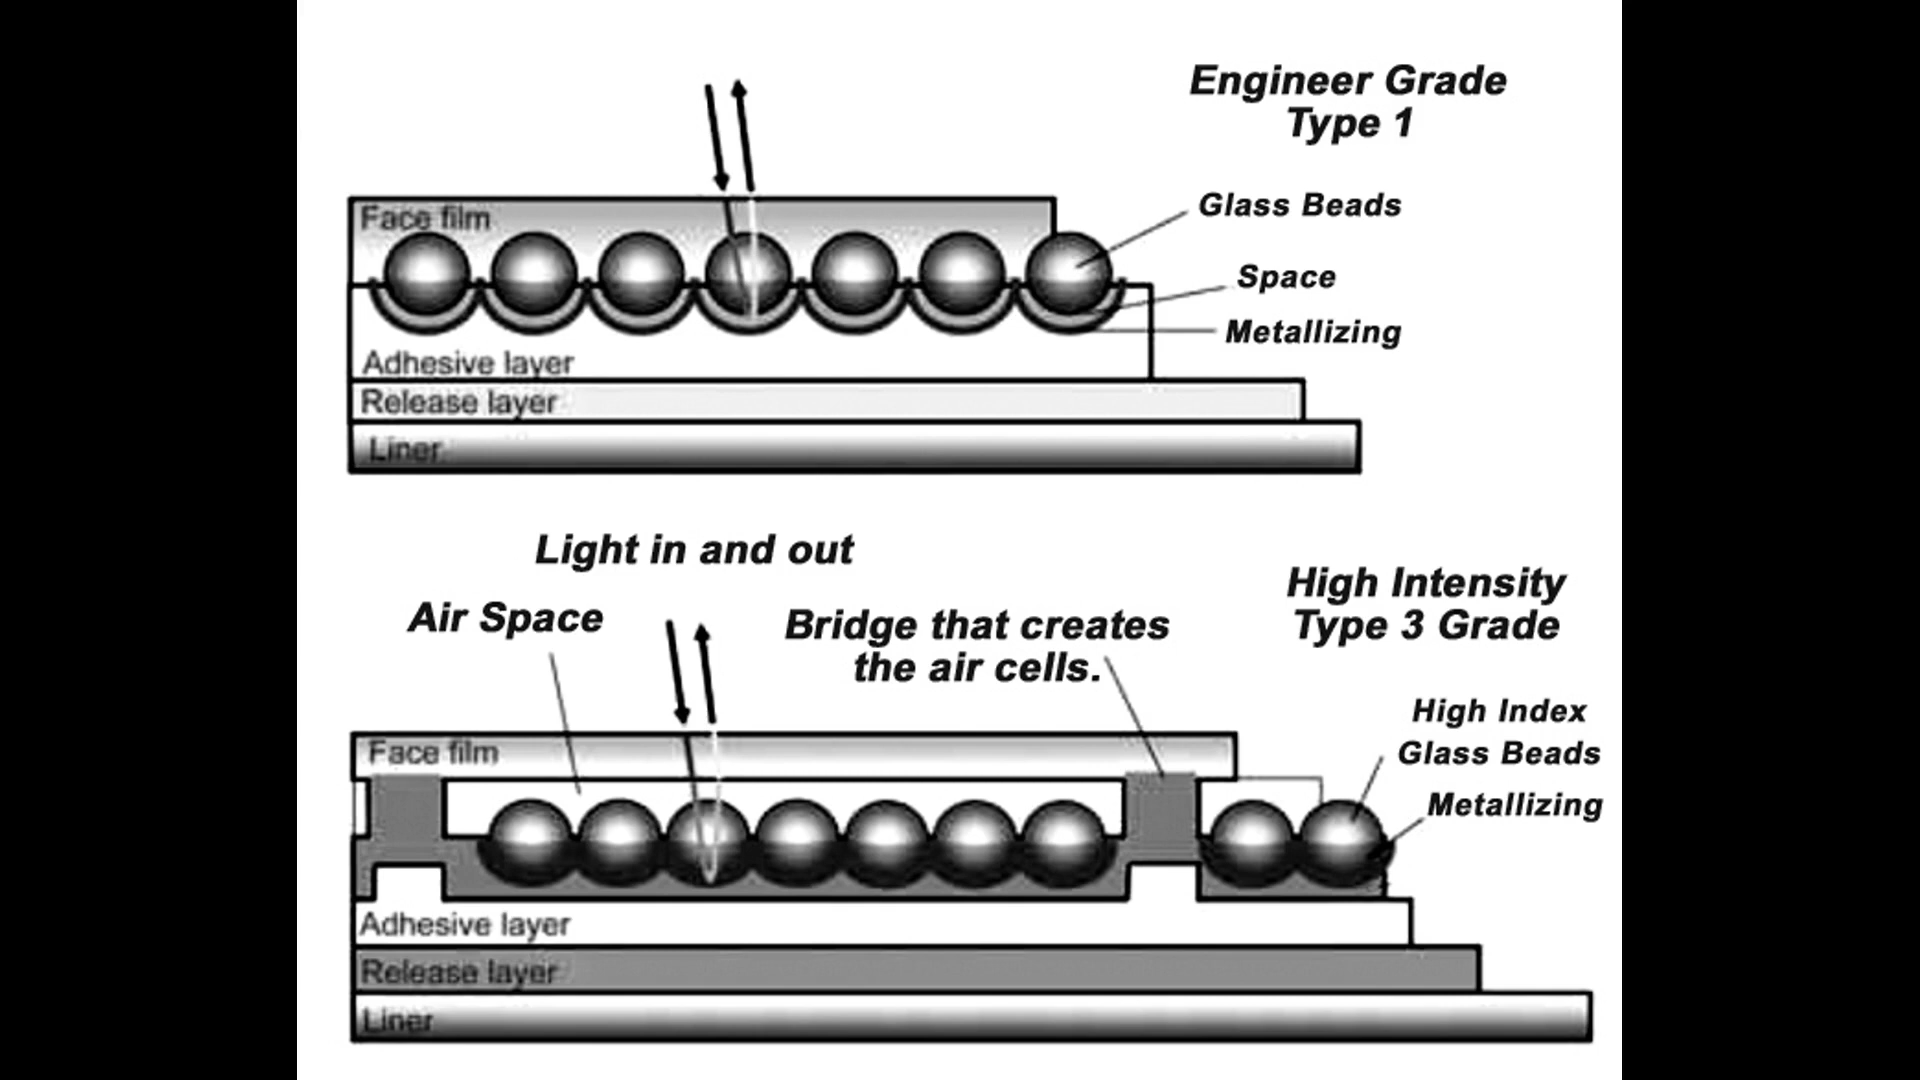 Engineer Grade
Type 1
Face film
Glass Beads
Space
Metallizing
Adhesive layer
Release layer
Liner
Light in and out
Air Space
Bridge that creates
the air cells.
High Intensity
Type 3 Grade
High Index
Glass Beads
Metallizing
Face film
Adhesive layer
Release layer
Liner